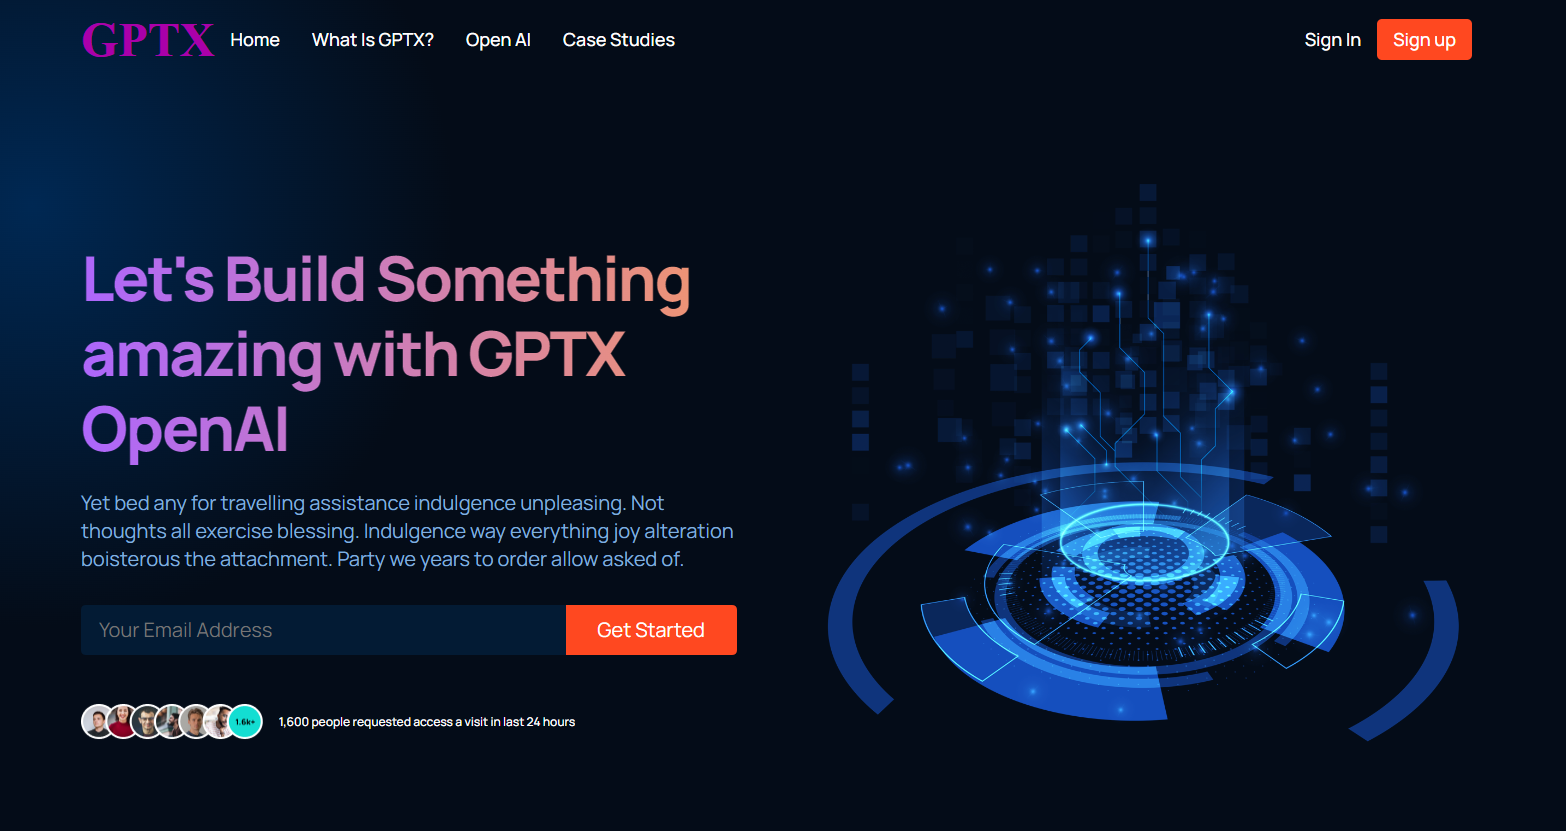 GPTX Home What Is GPTX? Open AI Case Studies Sign In Sign up
Let's Build Something
amazing with GPTX
OpenAI
Yet bed any for travelling assistance indulgence unpleasing. Not
thoughts all exercise blessing. Indulgence way everything joy alteration
boisterous the attachment. Party we years to order allow asked of.
Your Email Address Get Started
1.6k+ 1,600 people requested access a visit in last 24 hours